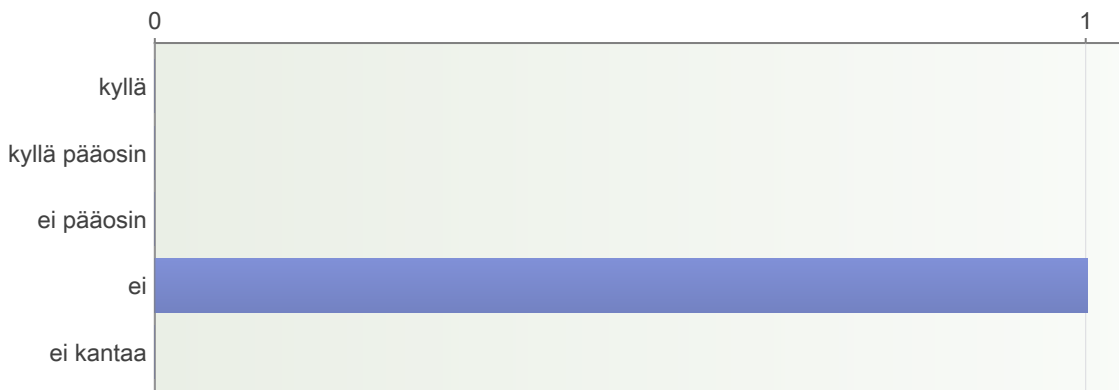 0 1
kyllä
kyllä pääosin
ei pääosin
ei
ei kantaa